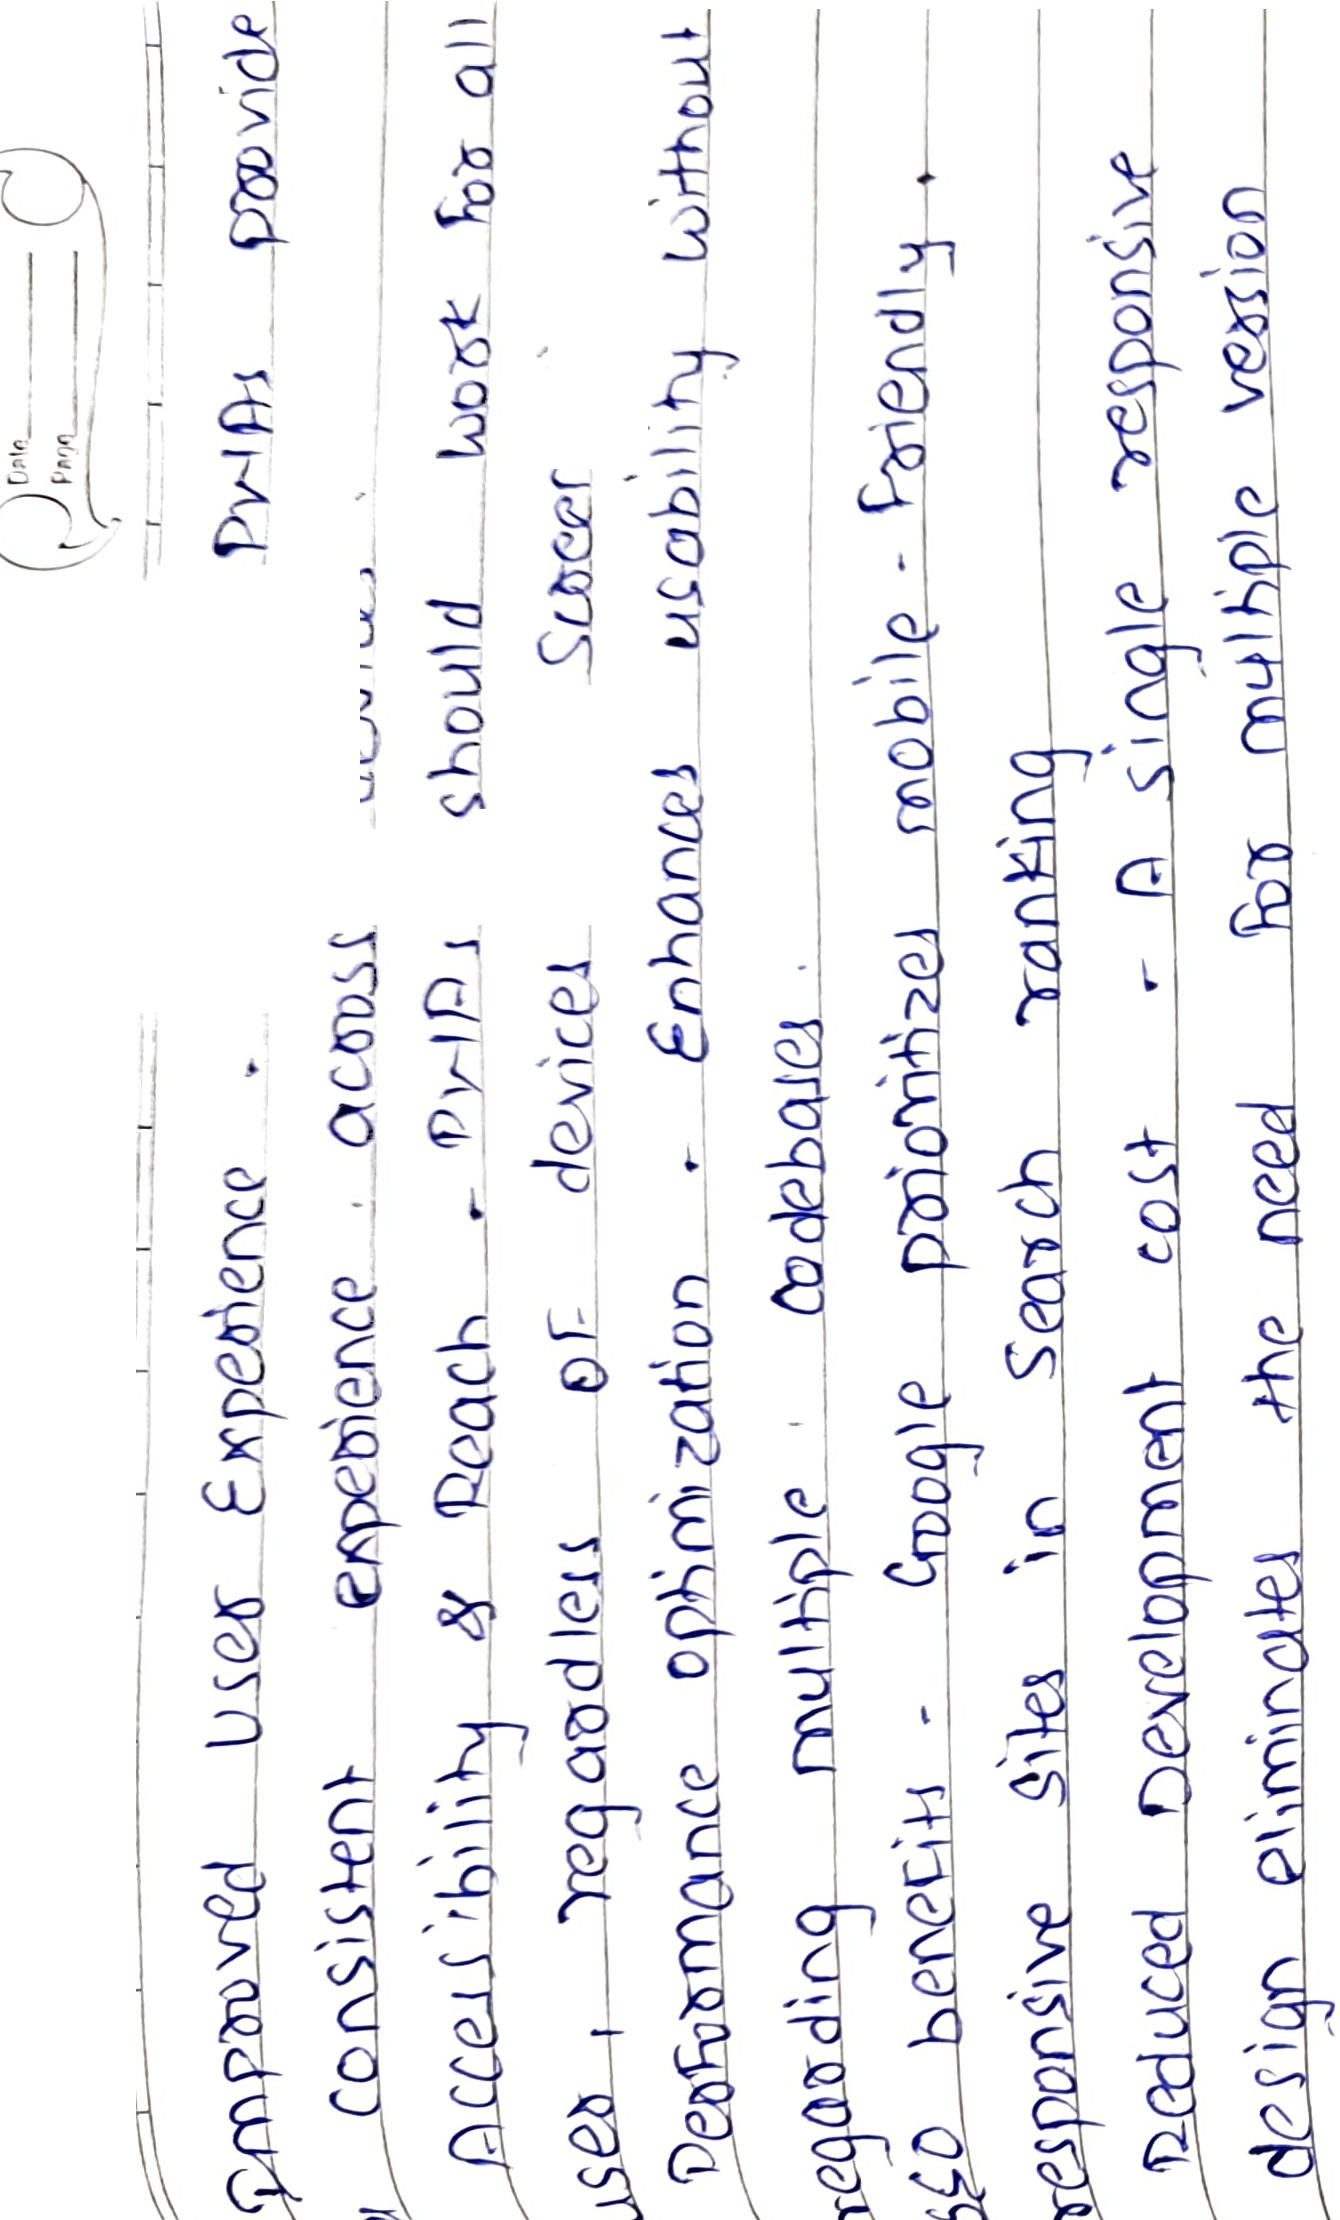 Date
Page
Improved User Experience . PWAs provide
consistent experience across
Accessibility & Reach - PWAs should work for all
user , regardless of devices
Performance optimization - Enhances usability without
regarding multiple codebases
SEO benefits - Google prioritizes mobile - friendly .
responsive sites in search ranking
Reduced Development cost - A single responsive
design eliminates the need for multiple version